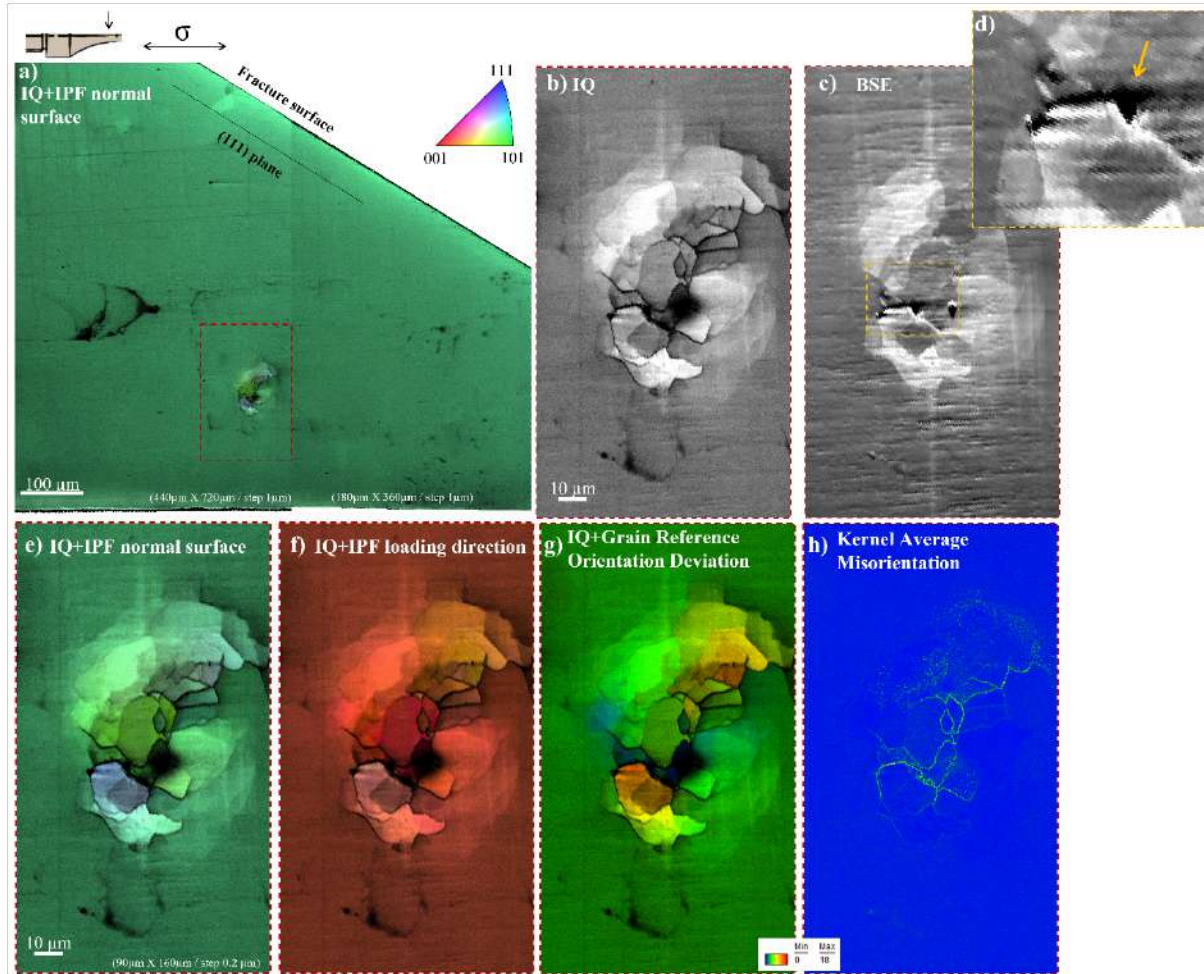 σ
a)
IQ+IPF normal
surface
Fracture surface
(111) plane
111
001
101
100 µm
(440µm X 720µm / step 1µm)
(180µm X 360µm / step 1µm)
b) IQ
10 µm
c) BSE
d)
e) IQ+IPF normal surface
10 µm
(90µm X 160µm / step 0.2 µm)
f) IQ+IPF loading direction
g) IQ+Grain Reference
Orientation Deviation
Min Max
0 18
h) Kernel Average
Misorientation